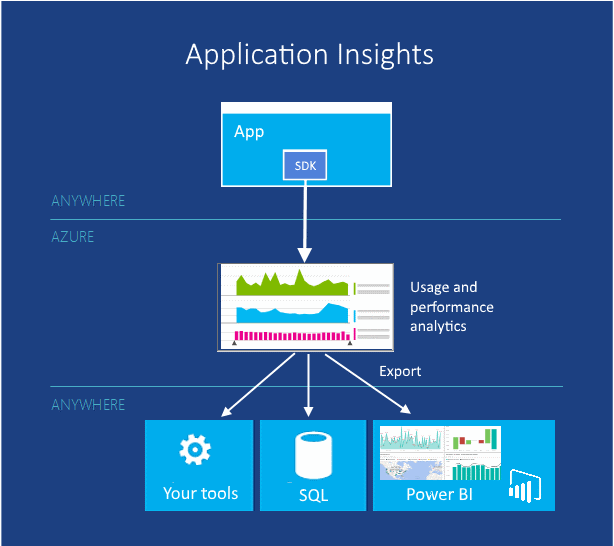 Application Insights
App
SDK
ANYWHERE
AZURE
Usage and
performance
analytics
Export
ANYWHERE
Your tools
SQL
Power BI